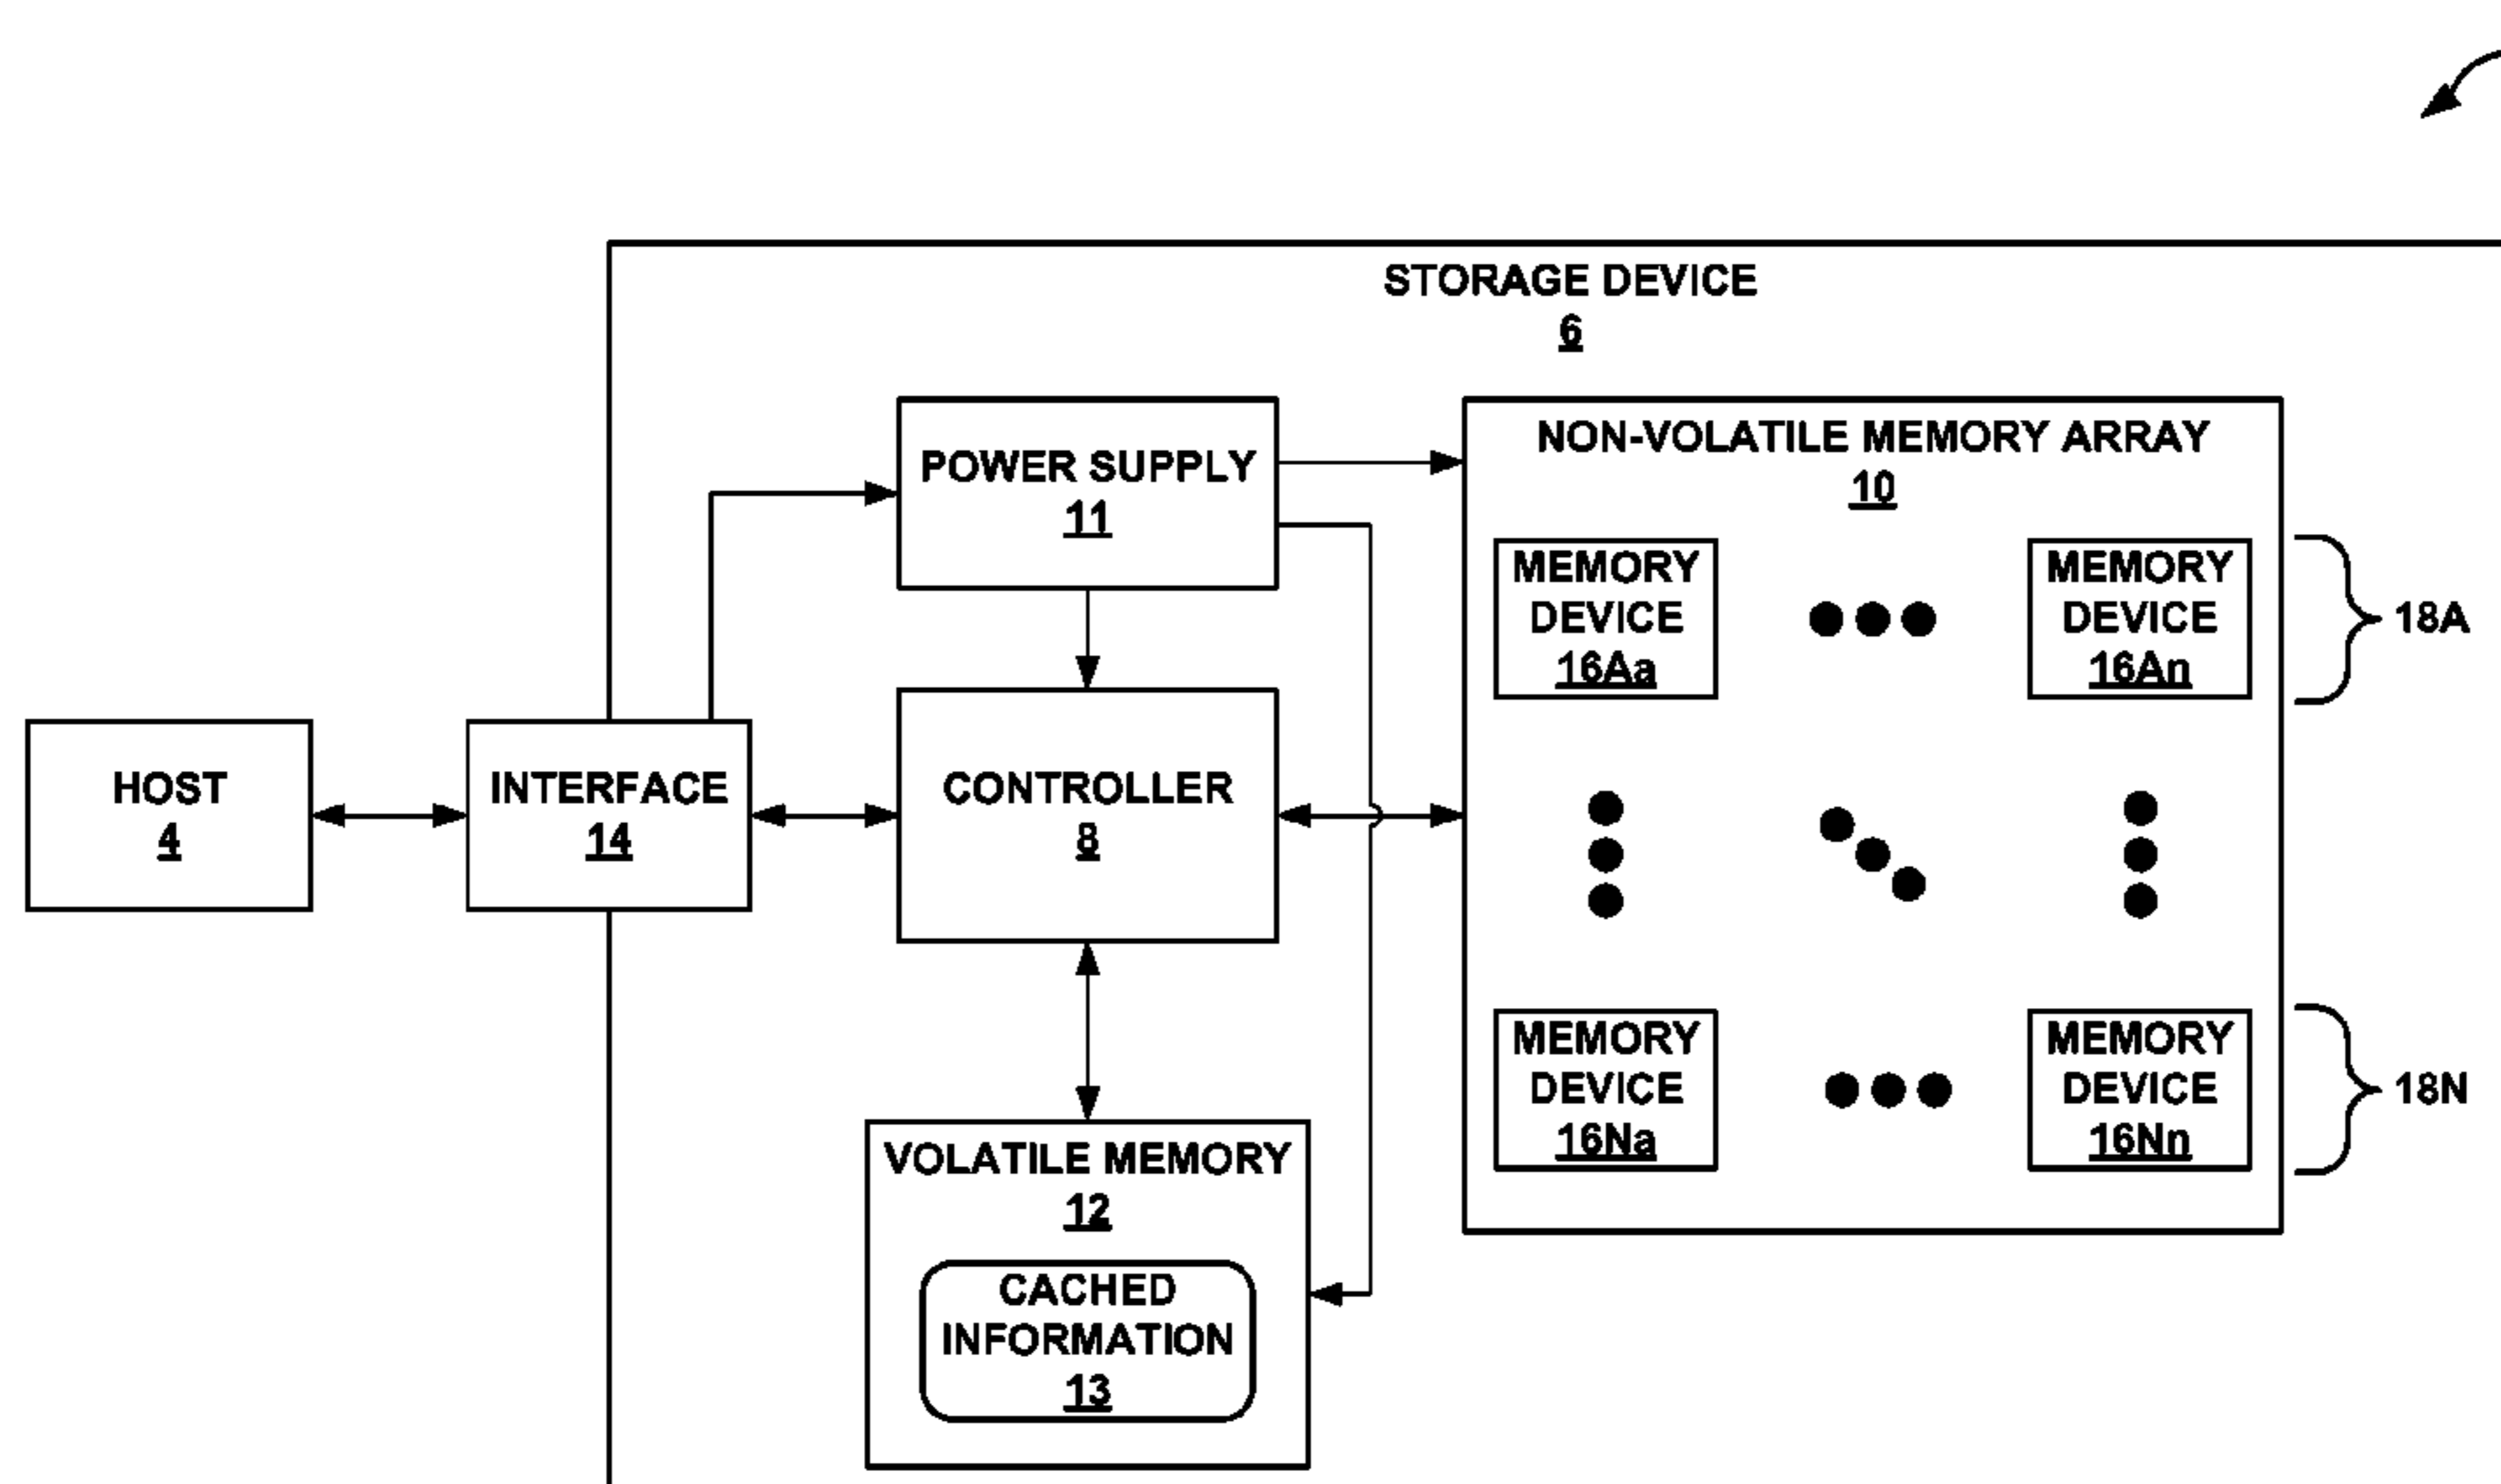 STORAGE DEVICE
6
POWER SUPPLY
11
NON-VOLATILE MEMORY ARRAY
10
MEMORY
DEVICE
16Aa
MEMORY
DEVICE
16An
18A
HOST
4
INTERFACE
14
CONTROLLER
8
MEMORY
DEVICE
16Na
MEMORY
DEVICE
16Nn
18N
VOLATILE MEMORY
12
CACHED
INFORMATION
13